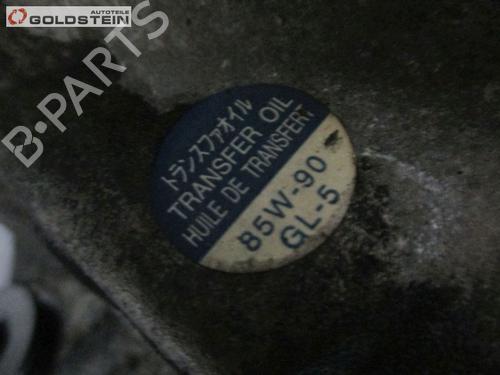 AUTOTEILE
GOLDSTEIN
B-PARTS
トランスファオイル
TRANSFER OIL
HUILE DE TRANSFERT
85W-90
GL-5